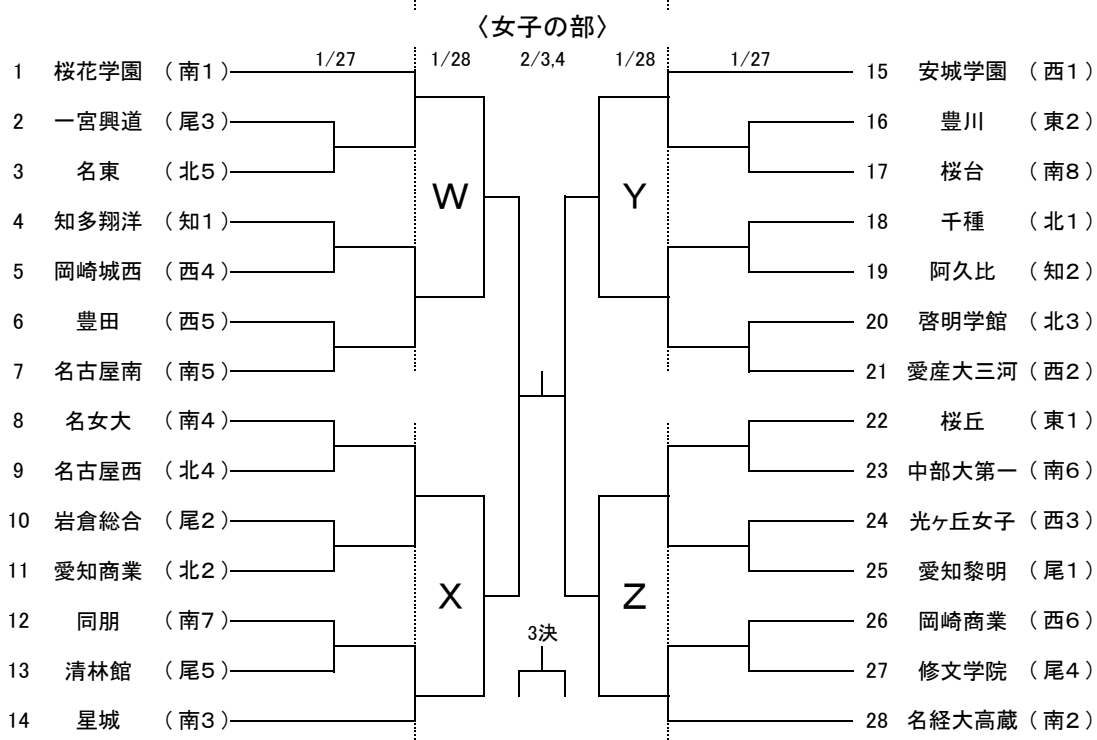 〈女子の部〉
1/27 1/28 2/3,4 1/28 1/27
1 桜花学園 (南1) 15 安城学園 (西1)
2 一宮興道 (尾3) 16 豊川 (東2)
3 名東 (北5) 17 桜台 (南8)
W Y
4 知多翔洋 (知1) 18 千種 (北1)
5 岡崎城西 (西4) 19 阿久比 (知2)
6 豊田 (西5) 20 啓明学館 (北3)
7 名古屋南 (南5) 21 愛産大三河 (西2)
8 名女大 (南4) 22 桜丘 (東1)
9 名古屋西 (北4) 23 中部大第一 (南6)
10 岩倉総合 (尾2) 24 光ヶ丘女子 (西3)
11 愛知商業 (北2) 25 愛知黎明 (尾1)
X Z
12 同朋 (南7) 26 岡崎商業 (西6)
3決
13 清林館 (尾5) 27 修文学院 (尾4)
14 星城 (南3) 28 名経大高蔵 (南2)